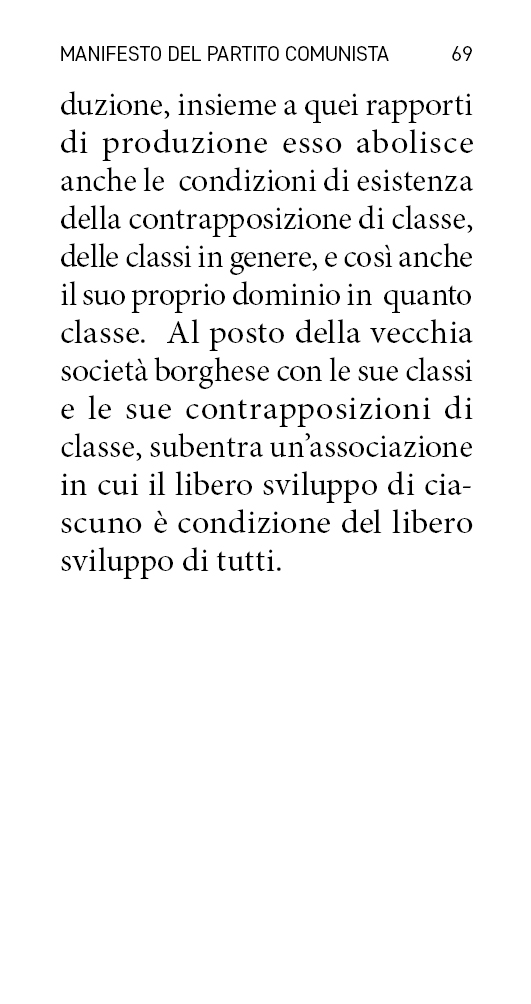 MANIFESTO DEL PARTITO COMUNISTA 69
duzione, insieme a quei rapporti
di produzione esso abolisce
anche le condizioni di esistenza
della contrapposizione di classe,
delle classi in genere, e così anche
il suo proprio dominio in quanto
classe. Al posto della vecchia
società borghese con le sue classi
e le sue contrapposizioni di
classe, subentra un’associazione
in cui il libero sviluppo di cia-
scuno è condizione del libero
sviluppo di tutti.